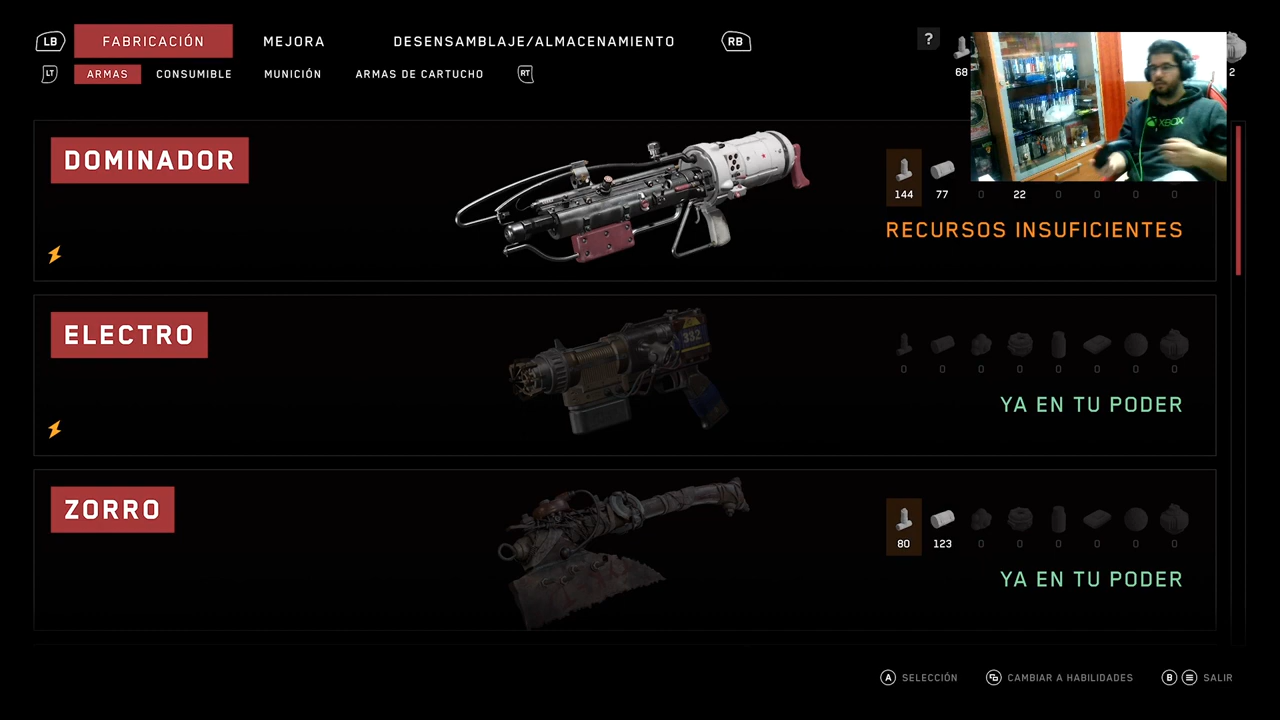 LB FABRICACIÓN MEJORA DESENSAMBLAJE/ALMACENAMIENTO RB ?
LT ARMAS CONSUMIBLE MUNICIÓN ARMAS DE CARTUCHO RT 68 2
XBOX
DOMINADOR
144 77 0 22 0 0 0 0
RECURSOS INSUFICIENTES
ELECTRO
332
0 0 0 0 0 0 0 0
YA EN TU PODER
ZORRO
80 123 0 0 0 0 0 0
YA EN TU PODER
A SELECCIÓN CAMBIAR A HABILIDADES B SALIR